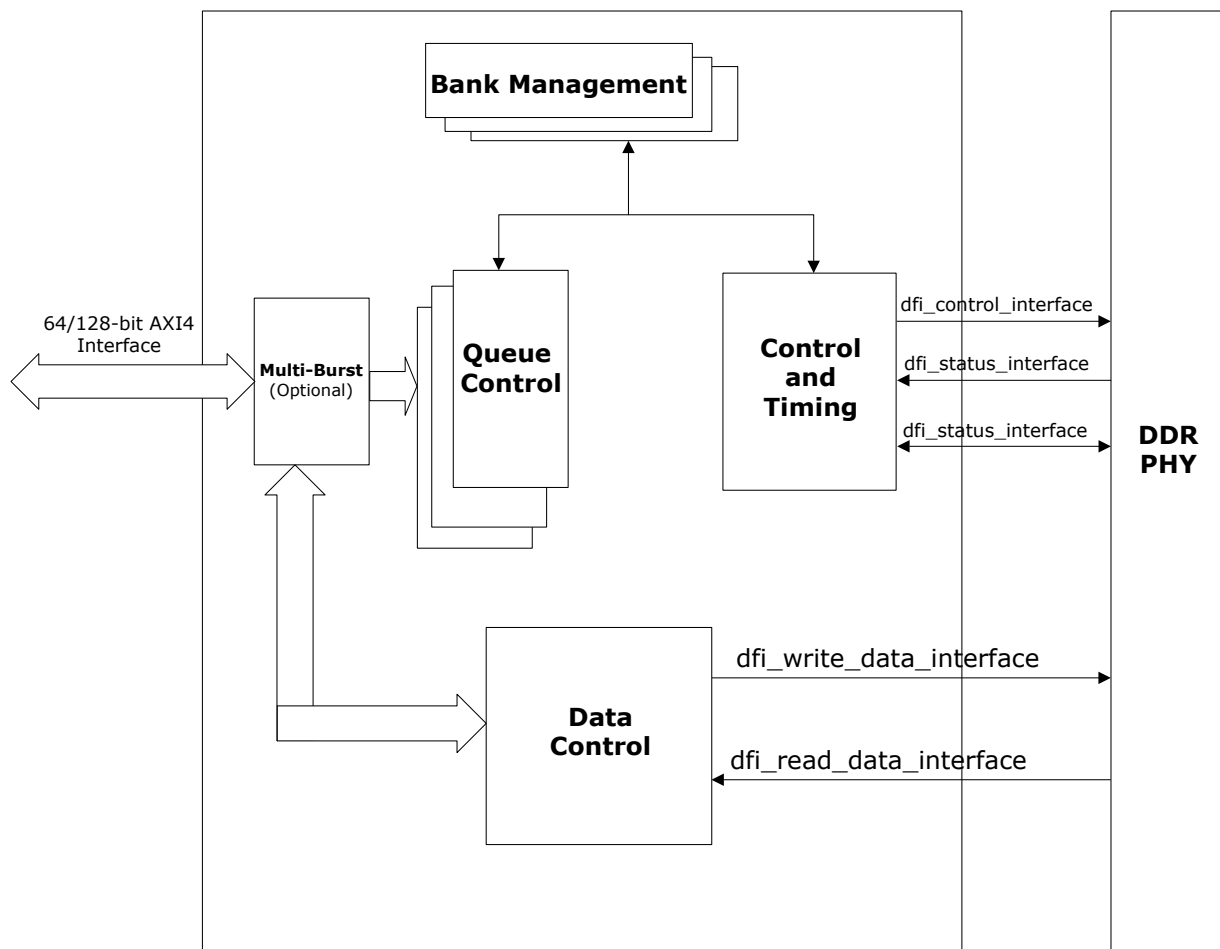 Bank Management
64/128-bit AXI4
Interface
Multi-Burst
(Optional)
Queue
Control
Control
and
Timing
dfi_control_interface
dfi_status_interface
dfi_status_interface
DDR
PHY
Data
Control
dfi_write_data_interface
dfi_read_data_interface